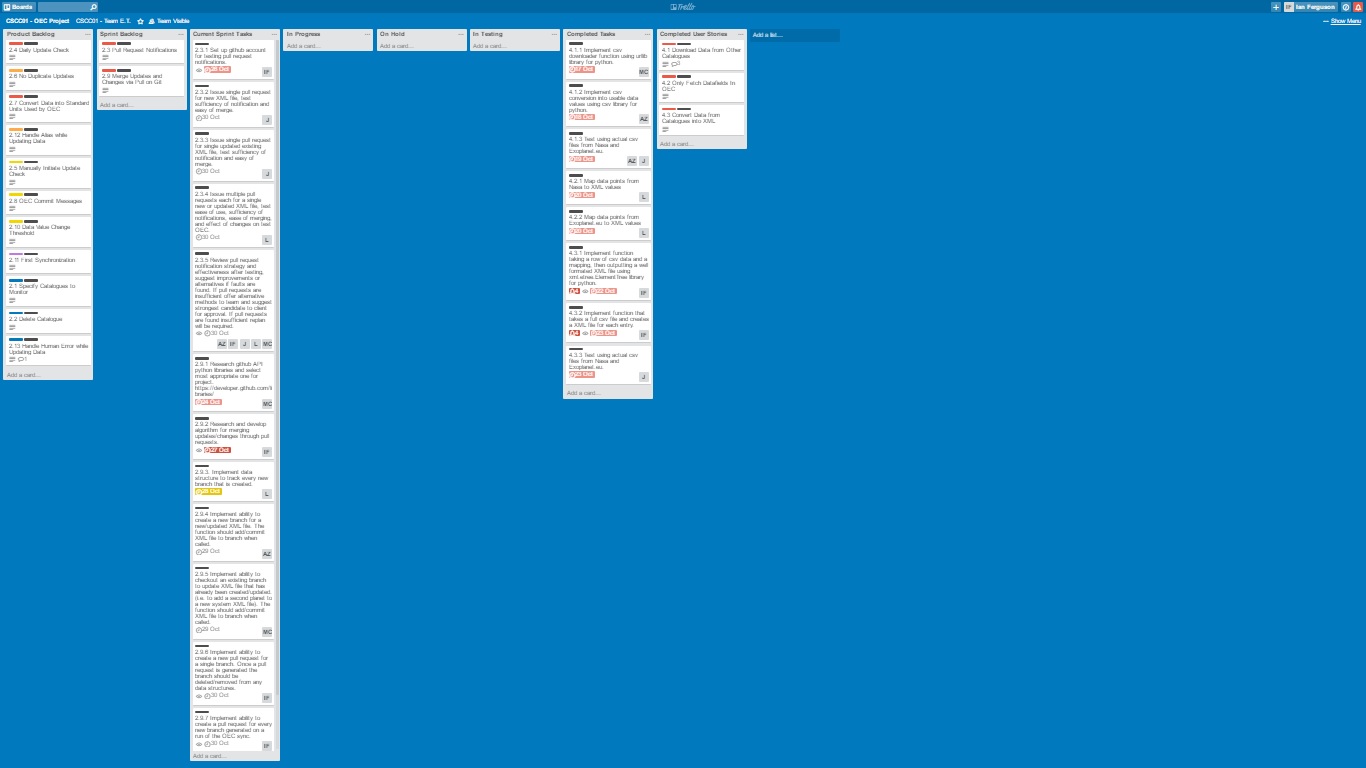 Boards
Trello
Ian Ferguson
CSCC01 - OEC Project
CSCC01 - Team E.T.
Team Visible
Show Menu
Product Backlog
2.4 Daily Update Check
2.6 No Duplicate Updates
2.7 Convert Data into Standard
Units Used by OEC
2.12 Handle Alias while
Updating Data
2.5 Manually Initiate Update
Check
2.8 OEC Commit Messages
2.10 Data Value Change
Threshold
2.11 First Synchronization
2.1 Specify Catalogues to
Monitor
2.2 Delete Catalogue
2.13 Handle Human Error while
Updating Data
1
Add a card...
Sprint Backlog
2.3 Pull Request Notifications
2.9 Merge Updates and
Changes via Pull on Git
Add a card...
Current Sprint Tasks
2.3.1 Set up github account
for testing pull request
notifications.
Oct
IF
2.3.2 Issue single pull request
for new XML file, test
sufficiency of notification and
easy of merge.
30 Oct
J
2.3.3 Issue single pull request
for single updated existing
XML file, test sufficiency of
notification and easy of
merge.
30 Oct
J
2.3.4 Issue multiple pull
requests each for a single
new or updated XML file, test
ease of use, sufficiency of
notifications, ease of merging,
and effect of changes on test
OEC.
30 Oct
L
2.3.5 Review pull request
notification strategy and
effectiveness after testing,
suggest improvements or
alternatives if faults are
found. If pull requests are
insufficient offer alternative
methods to team and suggest
strongest candidate to client
for approval. If pull requests
are found insufficient replan
will be required.
30 Oct
AZ IF J L MC
2.9.1 Research github API
python libraries and select
most appropriate one for
project.
https://developer.github.com/li
braries/
Oct
MC
2.9.2 Research and develop
algorithm for merging
updates/changes through pull
requests.
27 Oct
IF
2.9.3. Implement data
structure to track every new
branch that is created.
Oct
L
2.9.4 Implement ability to
create a new branch for a
new/updated XML file. The
function should add/commit
XML file to branch when
called.
29 Oct
AZ
2.9.5 Implement ability to
checkout an existing branch
to update XML file that has
already been created/updated.
(i.e. to add a second planet to
a new system XML file). The
function should add/commit
XML file to branch when
called.
29 Oct
MC
2.9.6 Implement ability to
create a new pull request for
a single branch. Once a pull
request is generated the
branch should be
deleted/removed from any
data structures.
30 Oct
IF
2.9.7 Implement ability to
create a pull request for every
new branch generated on a
run of the OEC sync.
30 Oct
IF
Add a card...
In Progress
Add a card...
On Hold
Add a card...
In Testing
Add a card...
Completed Tasks
4.1.1 Implement csv
downloader function using urllib
library for python.
Oct
MC
4.1.2 Implement csv
conversion into usable data
values using csv library for
python.
Oct
AZ
4.1.3 Test using actual csv
files from Nasa and
Exoplanet.eu.
Oct
AZ J
4.2.1 Map data points from
Nasa to XML values
Oct
L
4.2.2 Map data points from
Exoplanet.eu to XML values
Oct
L
4.3.1 Implement function
taking a row of csv data and a
mapping, then outputting a well
formated XML file using
xml.etree.Element tree library
for python.
Oct
IF
4.3.2 Implement function that
takes a full csv file and creates
a XML file for each entry.
Oct
IF
4.3.3 Test using actual csv
files from Nasa and
Exoplanet.eu.
Oct
J
Add a card...
Completed User Stories
4.1 Download Data from Other
Catalogues
4.2 Only Fetch Datafields in
OEC
4.3 Convert Data from
Catalogues into XML
Add a card...
Add a list...